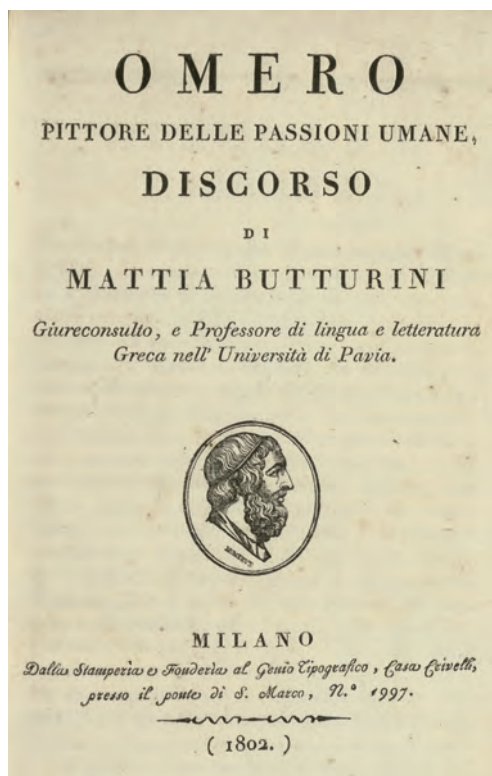 OMERO
PITTORE DELLE PASSIONI UMANE,
DISCORSO
DI
MATTIA BUTTURINI
Giureconsulto, e Professore di lingua e letteratura
Greca nell' Università di Pavia.
MILANO
Dalla Stamperia e Fonderia al Genio Tipografico, Casa Crivelli,
presso il ponte di S. Marco, N.º 1997.
( 1802. )